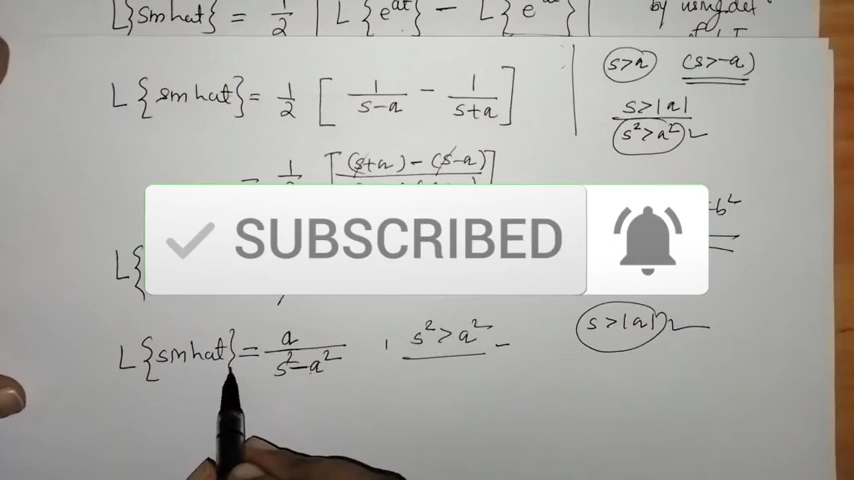 L{sinhat} = 1/2 | L{e^at} - L{e^-at} | by using def
L{sinhat} = 1/2 [ 1/(s-a) - 1/(s+a) ]
s>a (s>-a)
s>|a|
s²>a²
= 1/2 [ (s+a) - (s-a)
-b²
SUBSCRIBED
L{
L{sinhat} = a/(s²-a²) , s²>a²
s>|a|